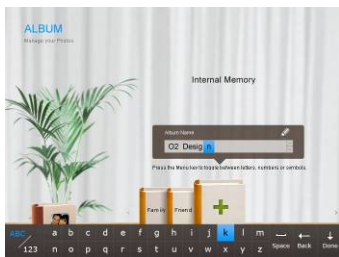 ALBUM
Manage your Photos
Internal Memory
Album Name
O2 Design
Press the Menu key to toggle between letters, numbers or symbols.
Family
Friend
ABC a b c d e f g h i j k l m
123 n o p q r s t u v w x y z Space Back Done